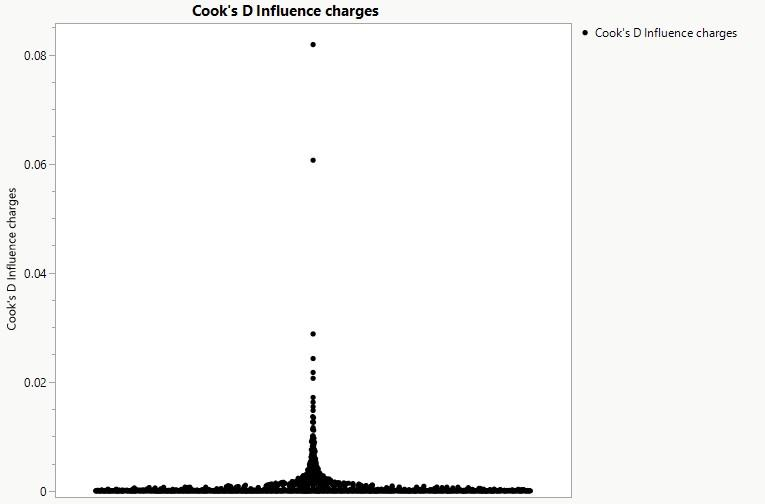 Cook's D Influence charges
Cook's D Influence charges
0.08
0.06
0.04
0.02
0
Cook's D Influence charges